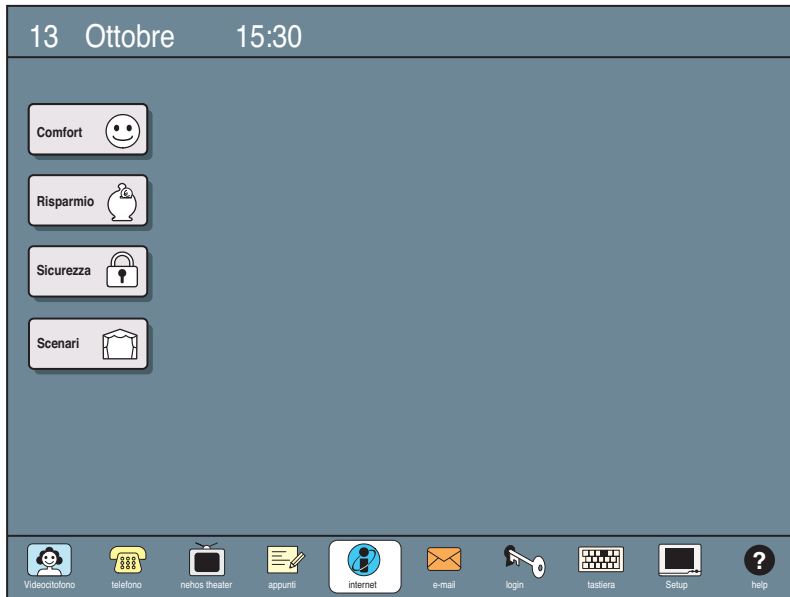 13 Ottobre 15:30
Comfort
Risparmio
Sicurezza
Scenari
Videocitofono telefono nehos theater appunti internet e-mail login tastiera Setup help